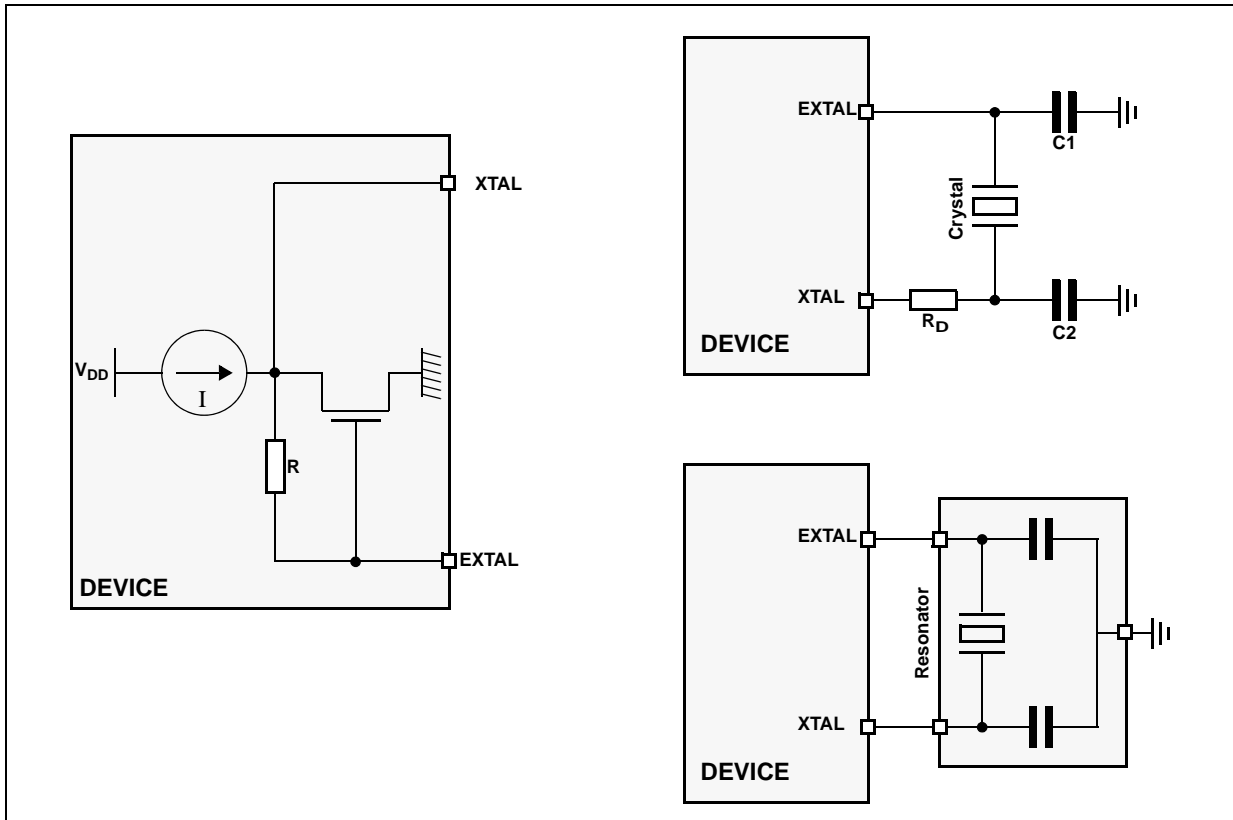 XTAL
VDD
I
R
EXTAL
DEVICE
EXTAL
C1
Crystal
XTAL
RD
C2
DEVICE
EXTAL
Resonator
XTAL
DEVICE